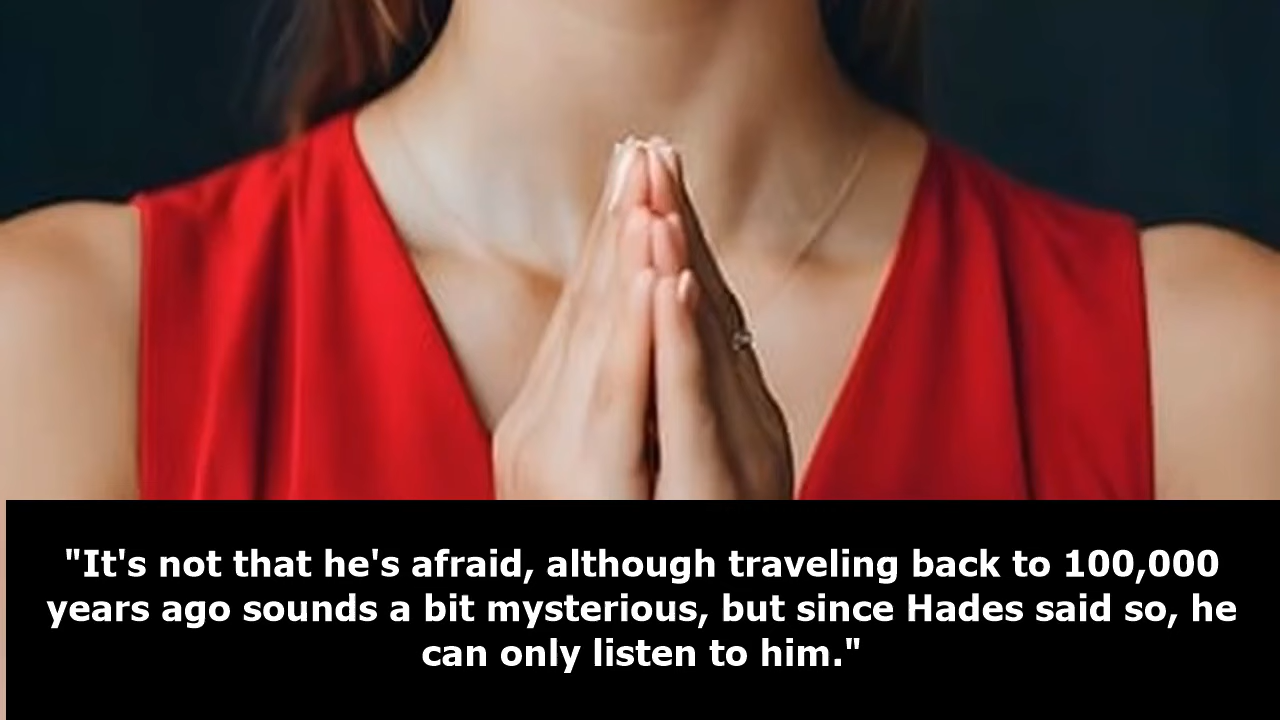 "It's not that he's afraid, although traveling back to 100,000
years ago sounds a bit mysterious, but since Hades said so, he
can only listen to him."